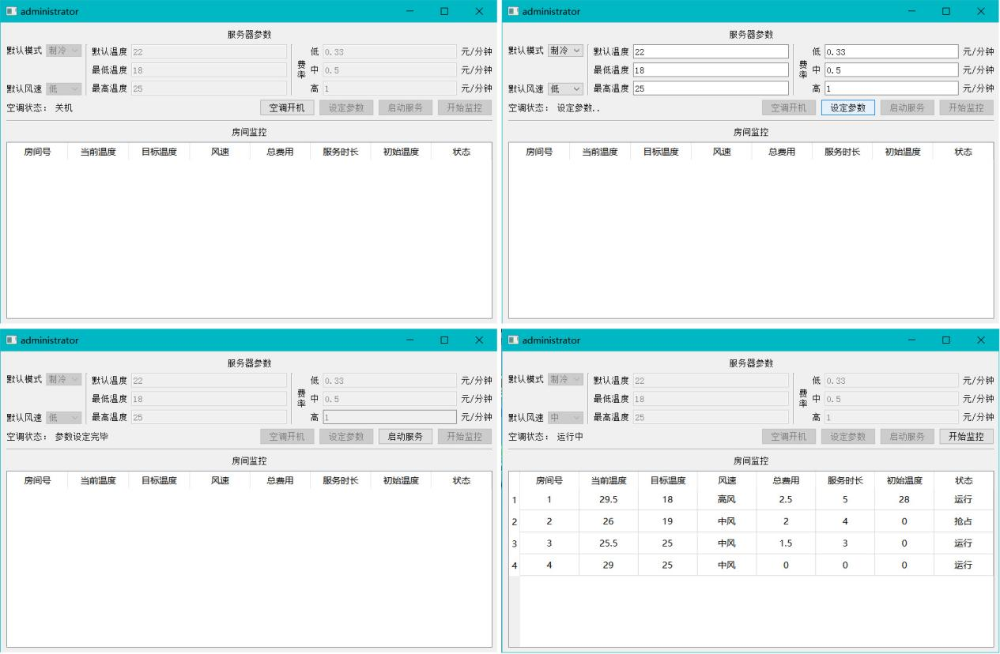 administrator
服务器参数
默认模式 制冷 默认温度 22 低 0.33 元/分钟
最低温度 18 费率 中 0.5 元/分钟
默认风速 低 最高温度 25 高 1 元/分钟
空调状态： 关机 空调开机 设定参数 启动服务 开始监控
房间监控
房间号 当前温度 目标温度 风速 总费用 服务时长 初始温度 状态
administrator
服务器参数
默认模式 制冷 默认温度 22 低 0.33 元/分钟
最低温度 18 费率 中 0.5 元/分钟
默认风速 低 最高温度 25 高 1 元/分钟
空调状态： 设定参数.. 空调开机 设定参数 启动服务 开始监控
房间监控
房间号 当前温度 目标温度 风速 总费用 服务时长 初始温度 状态
administrator
服务器参数
默认模式 制冷 默认温度 22 低 0.33 元/分钟
最低温度 18 费率 中 0.5 元/分钟
默认风速 低 最高温度 25 高 1 元/分钟
空调状态： 参数设定完毕 空调开机 设定参数 启动服务 开始监控
房间监控
房间号 当前温度 目标温度 风速 总费用 服务时长 初始温度 状态
administrator
服务器参数
默认模式 制冷 默认温度 22 低 0.33 元/分钟
最低温度 18 费率 中 0.5 元/分钟
默认风速 中 最高温度 25 高 1 元/分钟
空调状态： 运行中 空调开机 设定参数 启动服务 开始监控
房间监控
房间号 当前温度 目标温度 风速 总费用 服务时长 初始温度 状态
1 1 29.5 18 高风 2.5 5 28 运行
2 2 26 19 中风 2 4 0 抢占
3 3 25.5 25 中风 1.5 3 0 运行
4 4 29 25 中风 0 0 0 运行